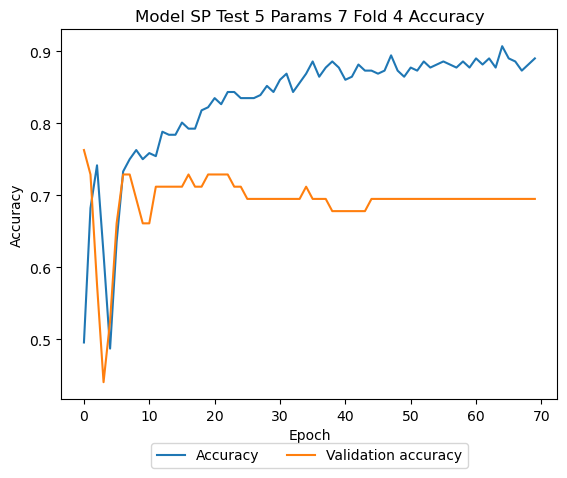 Model SP Test 5 Params 7 Fold 4 Accuracy
0.9
0.8
0.7
0.6
0.5
Accuracy
0 10 20 30 40 50 60 70
Epoch
Accuracy Validation accuracy